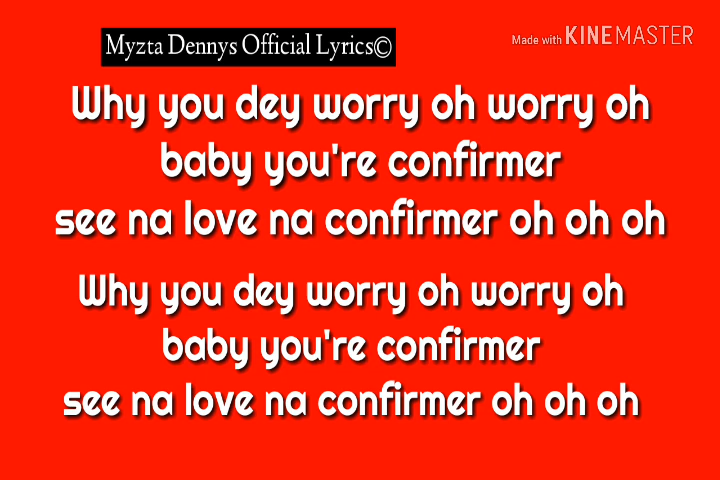 Myzta Dennys Official Lyrics©
Made with KINEMASTER
Why you dey worry oh worry oh
baby you're confirmer
see na love na confirmer oh oh oh
Why you dey worry oh worry oh
baby you're confirmer
see na love na confirmer oh oh oh